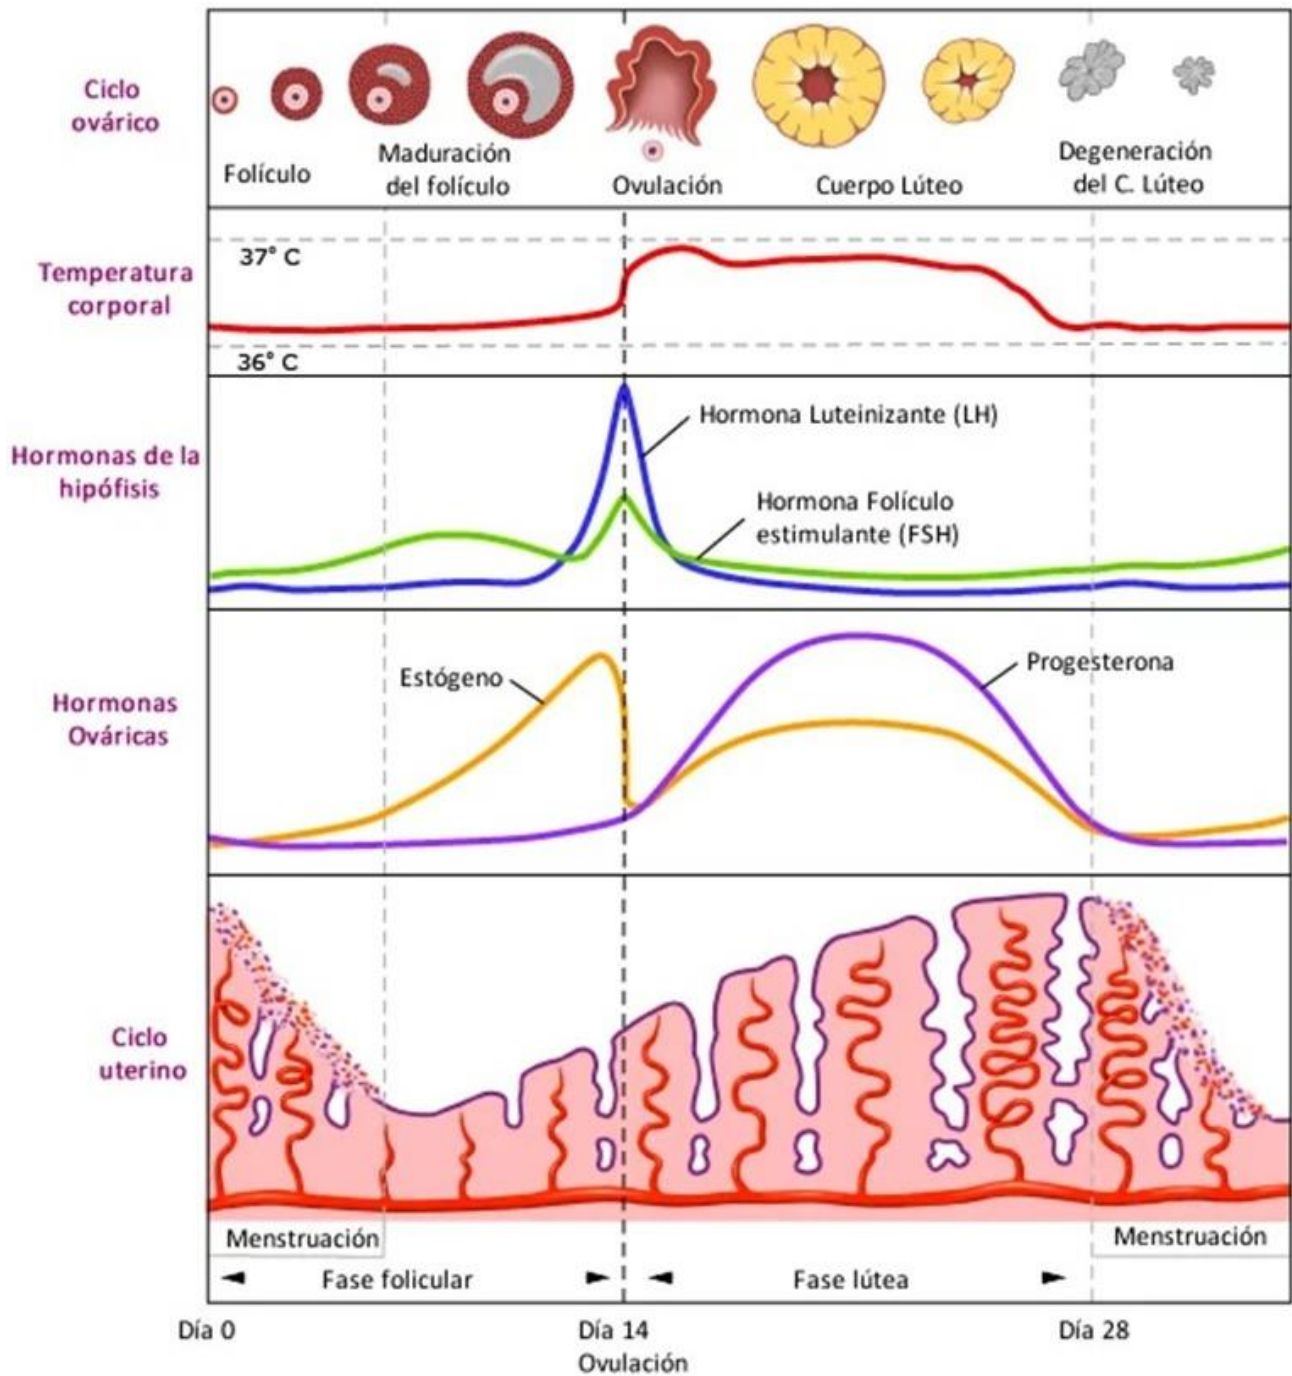 Ciclo
ovárico
Folículo
Maduración
del folículo
Ovulación
Cuerpo Lúteo
Degeneración
del C. Lúteo
Temperatura
corporal
37° C
36° C
Hormonas de la
hipófisis
Hormona Luteinizante (LH)
Hormona Folículo
estimulante (FSH)
Hormonas
Ováricas
Estógeno
Progesterona
Ciclo
uterino
Menstruación
Menstruación
Fase folicular
Fase lútea
Día 0
Día 14
Ovulación
Día 28